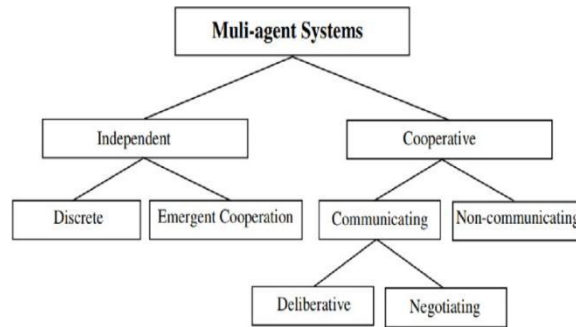 Muli-agent Systems
Independent
Cooperative
Discrete
Emergent Cooperation
Communicating
Non-communicating
Deliberative
Negotiating